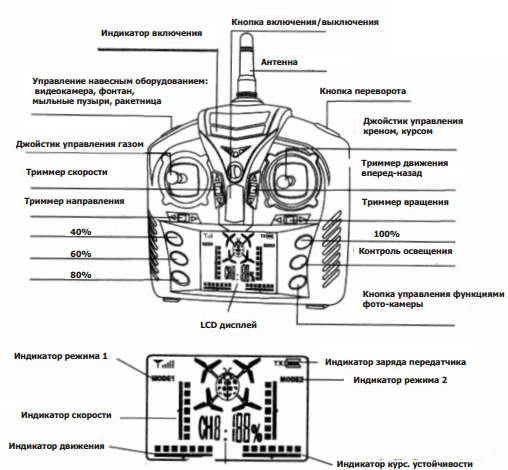 Кнопка включения/выключения
Индикатор включения
Антенна
Управление навесным оборудованием:
видеокамера, фонтан,
мыльные пузыри, ракетница
Кнопка переворота
Джойстик управления
креном, курсом
Джойстик управления газом
Триммер движения
вперед-назад
Триммер скорости
Триммер направления
Триммер вращения
40%
100%
60%
Контроль освещения
80%
Кнопка управления функциями
фото-камеры
LCD дисплей
Индикатор режима 1
Индикатор заряда передатчика
TX
MODE1
MODE2
Индикатор режима 2
Индикатор скорости
CH8:188%
Индикатор движения
Индикатор курс. устойчивости